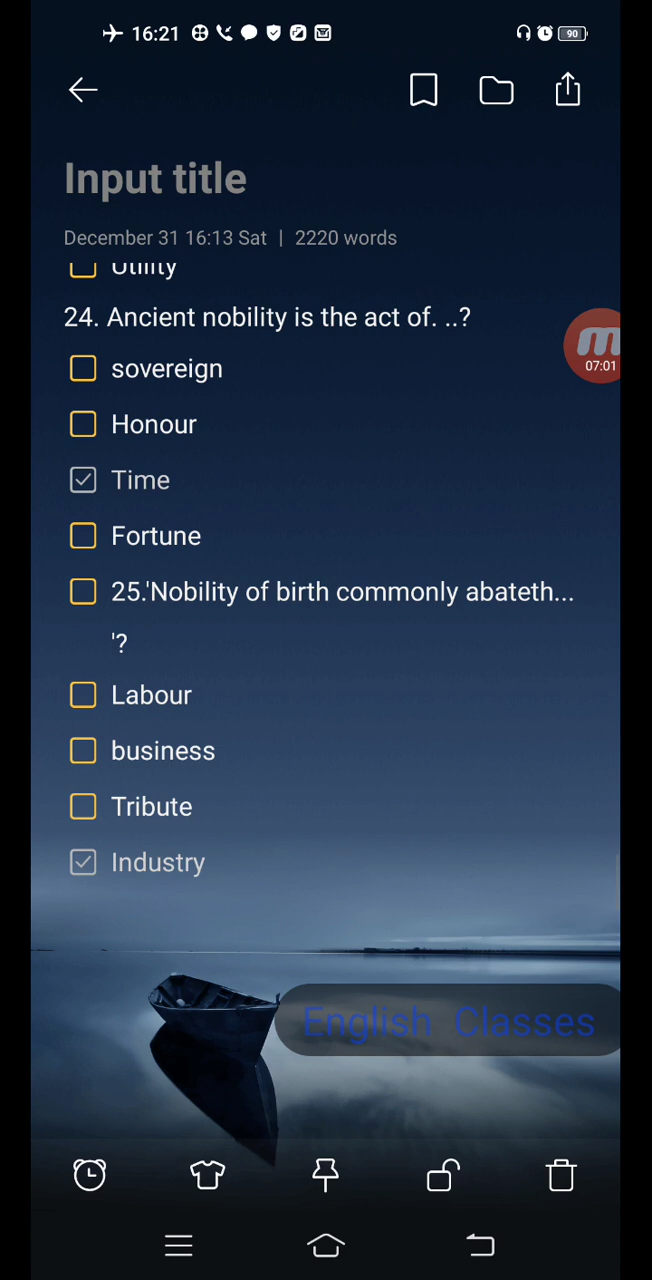 16:21
90
Input title
December 31 16:13 Sat | 2220 words
Utility
24. Ancient nobility is the act of. ..?
sovereign
07:01
Honour
Time
Fortune
25.'Nobility of birth commonly abateth...
'?
Labour
business
Tribute
Industry
English Classes